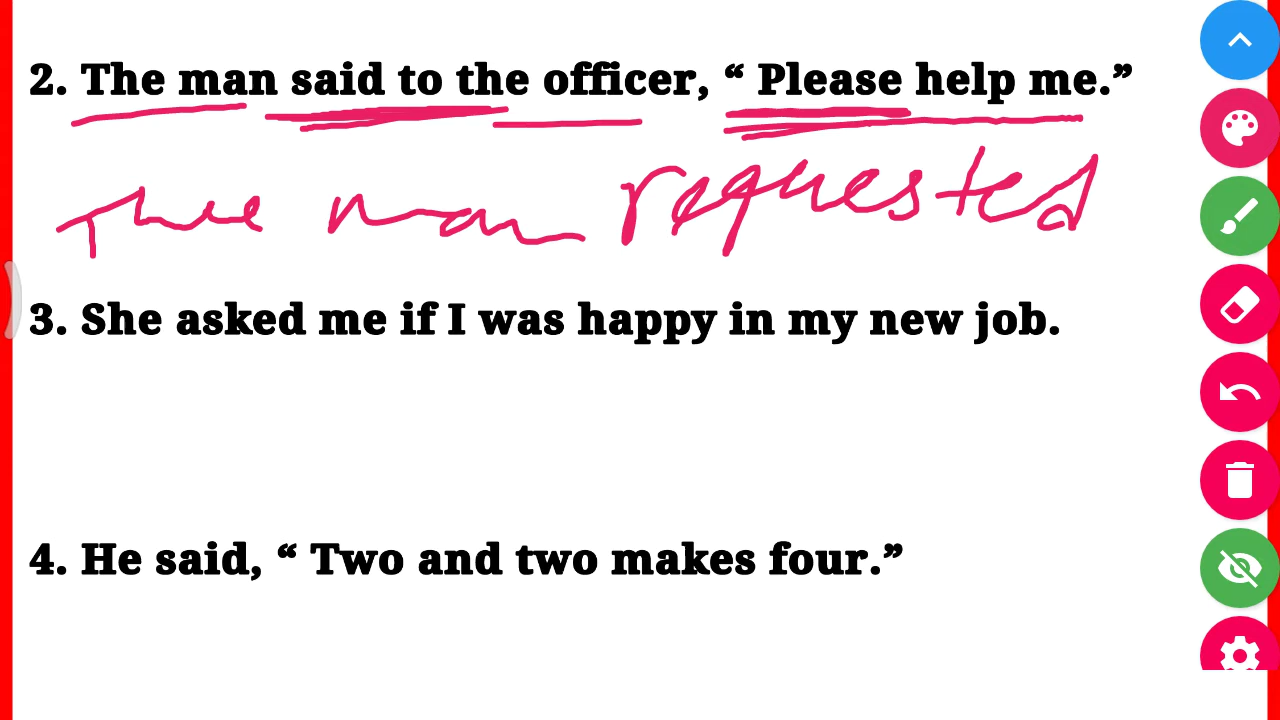 2. The man said to the officer, “ Please help me.”
The man requested
3. She asked me if I was happy in my new job.
4. He said, “ Two and two makes four.”